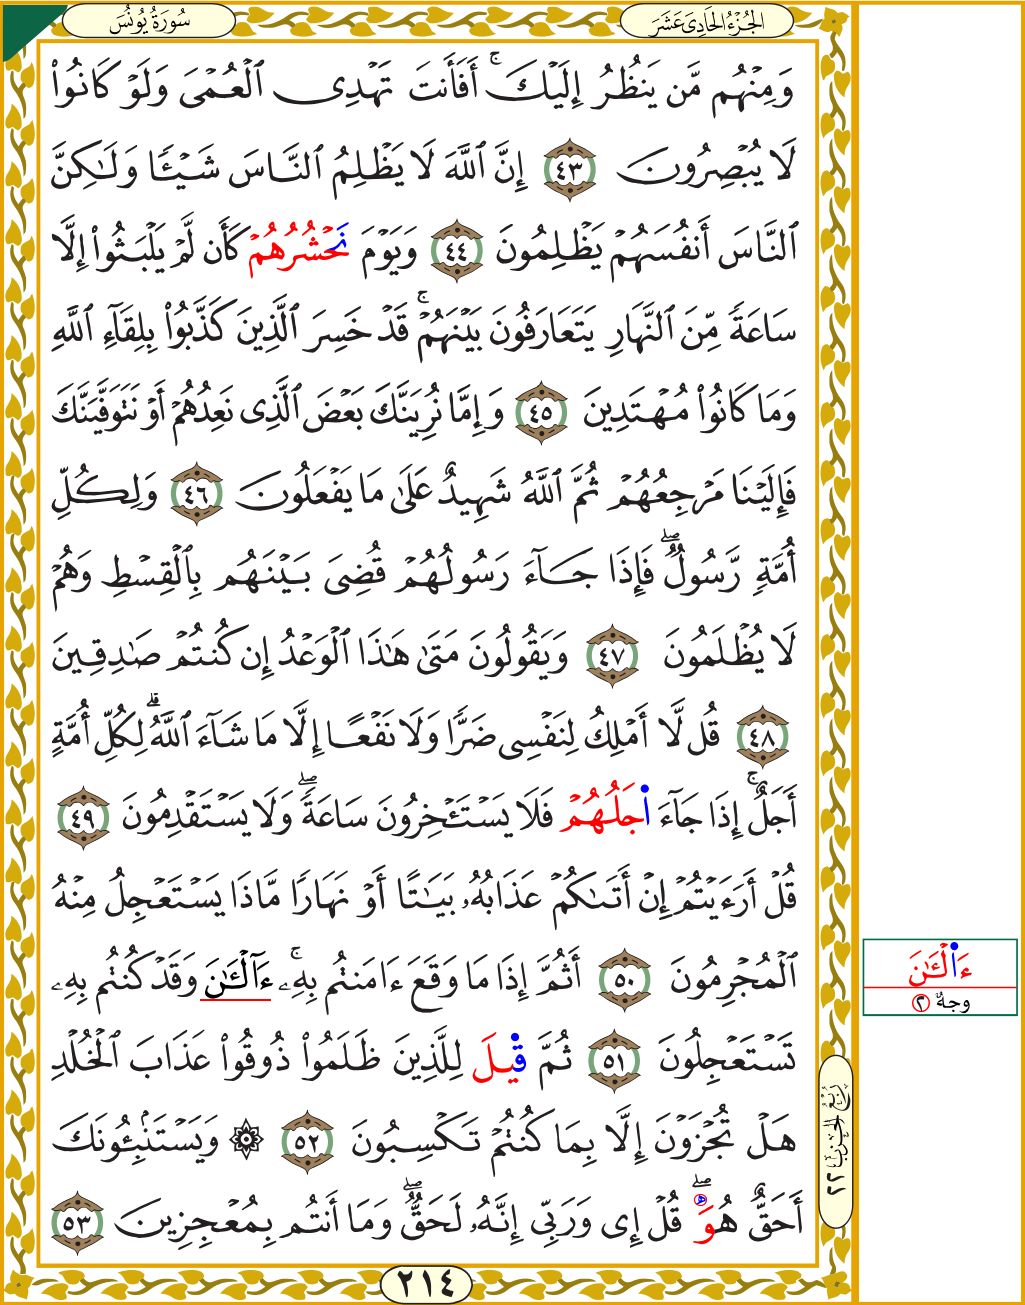 سُورَةُ يُونُسَ
الجُزْءُ الحَادِيَ عَشَرَ
وَمِنْهُم مَّن يَنظُرُ إِلَيْكَۚ أَفَأَنتَ تَهْدِى ٱلْعُمْىَ وَلَوْ كَانُوا۟
لَا يُبْصِرُونَ ٤٣ إِنَّ ٱللَّهَ لَا يَظْلِمُ ٱلنَّاسَ شَيْـًٔا وَلَـٰكِنَّ
ٱلنَّاسَ أَنفُسَهُمْ يَظْلِمُونَ ٤٤ وَيَوْمَ نَحْشُرُهُمْ كَأَن لَّمْ يَلْبَثُوٓا۟ إِلَّا
سَاعَةً مِّنَ ٱلنَّهَارِ يَتَعَارَفُونَ بَيْنَهُمْۚ قَدْ خَسِرَ ٱلَّذِينَ كَذَّبُوا۟ بِلِقَآءِ ٱللَّهِ
وَمَا كَانُوا۟ مُهْتَدِينَ ٤٥ وَإِمَّا نُرِيَنَّكَ بَعْضَ ٱلَّذِى نَعِدُهُمْ أَوْ نَتَوَفَّيَنَّكَ
فَإِلَيْنَا مَرْجِعُهُمْ ثُمَّ ٱللَّهُ شَهِيدٌ عَلَىٰ مَا يَفْعَلُونَ ٤٦ وَلِكُلِّ
أُمَّةٍ رَّسُولٌۖ فَإِذَا جَآءَ رَسُولُهُمْ قُضِىَ بَيْنَهُم بِٱلْقِسْطِ وَهُمْ
لَا يُظْلَمُونَ ٤٧ وَيَقُولُونَ مَتَىٰ هَـٰذَا ٱلْوَعْدُ إِن كُنتُمْ صَـٰدِقِينَ
٤٨ قُل لَّآ أَمْلِكُ لِنَفْسِى ضَرًّا وَلَا نَفْعًا إِلَّا مَا شَآءَ ٱللَّهُۗ لِكُلِّ أُمَّةٍ
أَجَلٌۚ إِذَا جَآءَ اجَلُهُمْ فَلَا يَسْتَـْٔخِرُونَ سَاعَةًۖ وَلَا يَسْتَقْدِمُونَ ٤٩
قُلْ أَرَءَيْتُمْ إِنْ أَتَىٰكُمْ عَذَابُهُۥ بَيَـٰتًا أَوْ نَهَارًا مَّاذَا يَسْتَعْجِلُ مِنْهُ
ٱلْمُجْرِمُونَ ٥٠ أَثُمَّ إِذَا مَا وَقَعَ ءَامَنتُم بِهِۦٓۚ ءَآلْـَٔـٰنَ وَقَدْ كُنتُم بِهِۦ
تَسْتَعْجِلُونَ ٥١ ثُمَّ قِيلَ لِلَّذِينَ ظَلَمُوا۟ ذُوقُوا۟ عَذَابَ ٱلْخُلْدِ
هَلْ تُجْزَوْنَ إِلَّا بِمَا كُنتُمْ تَكْسِبُونَ ٥٢ ۞ وَيَسْتَنۢبِـُٔونَكَ
أَحَقٌّ هُوَۖ قُلْ إِى وَرَبِّىٓ إِنَّهُۥ لَحَقٌّۖ وَمَآ أَنتُم بِمُعْجِزِينَ ٥٣
ءَاْلْـَٔـٰنَ
وجهٌ ٢
رُبْعُ الحِزْبِ ٢٢
٢١٤